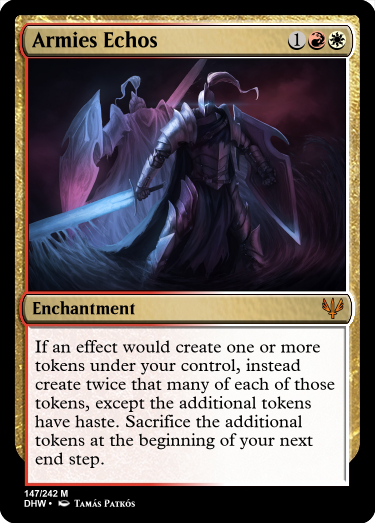 Armies Echos 1
Enchantment
If an effect would create one or more
tokens under your control, instead
create twice that many of each of those
tokens, except the additional tokens
have haste. Sacrifice the additional
tokens at the beginning of your next
end step.
147/242 M
DHW • Tamás Patkós